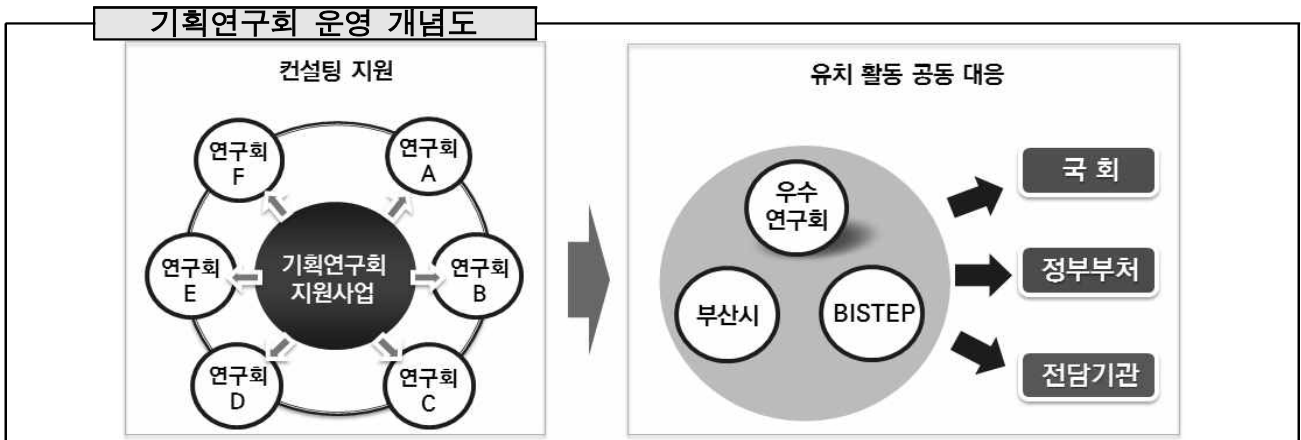 기획연구회 운영 개념도
컨설팅 지원
연구회
F
연구회
A
연구회
E
기획연구회
지원사업
연구회
B
연구회
D
연구회
C
유치 활동 공동 대응
우수
연구회
부산시
BISTEP
국 회
정부부처
전담기관